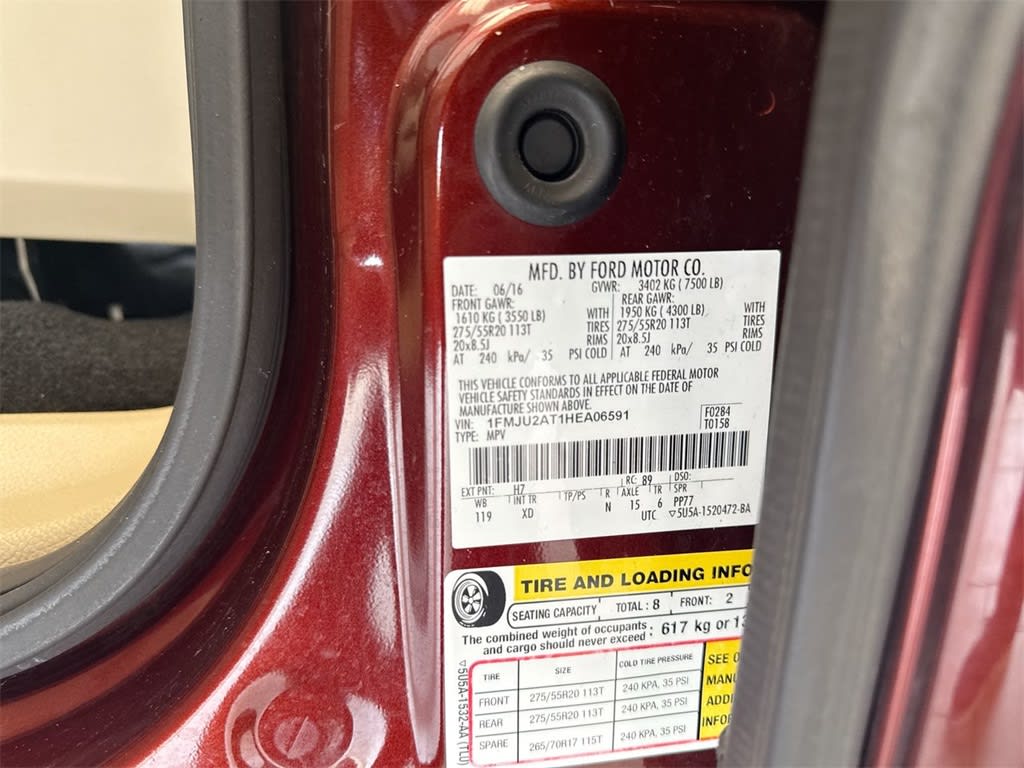 MFD. BY FORD MOTOR CO.
DATE: 06/16 GVWR: 3402 KG ( 7500 LB)
FRONT GAWR: REAR GAWR:
1610 KG ( 3550 LB) WITH 1950 KG ( 4300 LB) WITH
275/55R20 113T TIRES 275/55R20 113T TIRES
20x8.5J RIMS 20x8.5J RIMS
AT 240 kPa/ 35 PSI COLD AT 240 kPa/ 35 PSI COLD
THIS VEHICLE CONFORMS TO ALL APPLICABLE FEDERAL MOTOR
VEHICLE SAFETY STANDARDS IN EFFECT ON THE DATE OF
MANUFACTURE SHOWN ABOVE.
VIN: 1FMJU2AT1HEA06591 F0284
TYPE: MPV T0158
EXT PNT: H7 RC: 89 DSO:
WB INT TR TP/PS R AXLE TR SPR
119 XD N 15 6 PP77
UTC ▽5U5A-1520472-BA
TIRE AND LOADING INFO
SEATING CAPACITY TOTAL : 8 FRONT: 2
The combined weight of occupants
and cargo should never exceed : 617 kg or 13
TIRE SIZE COLD TIRE PRESSURE SEE O
FRONT 275/55R20 113T 240 KPA, 35 PSI MANU
REAR 275/55R20 113T 240 KPA, 35 PSI ADDI
SPARE 265/70R17 115T 240 KPA, 35 PSI INFOR
▽5U5A-1532-AA (TLU)